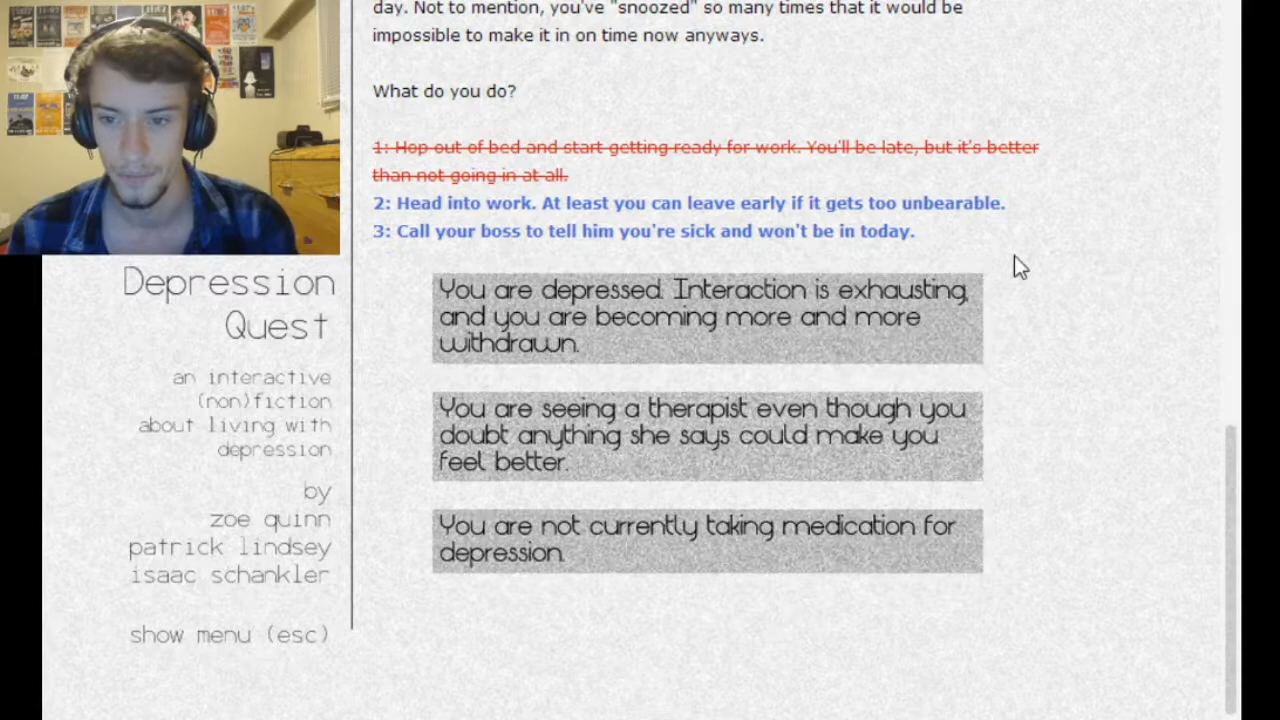 day. Not to mention, you've "snoozed" so many times that it would be
impossible to make it in on time now anyways.
What do you do?
1: Hop out of bed and start getting ready for work. You'll be late, but it's better
than not going in at all.
2: Head into work. At least you can leave early if it gets too unbearable.
3: Call your boss to tell him you're sick and won't be in today.
You are depressed. Interaction is exhausting,
and you are becoming more and more
withdrawn.
You are seeing a therapist even though you
doubt anything she says could make you
feel better.
You are not currently taking medication for
depression.
Depression
Quest
an interactive
(non)fiction
about living with
depression
by
zoe quinn
patrick lindsey
isaac schankler
show menu (esc)